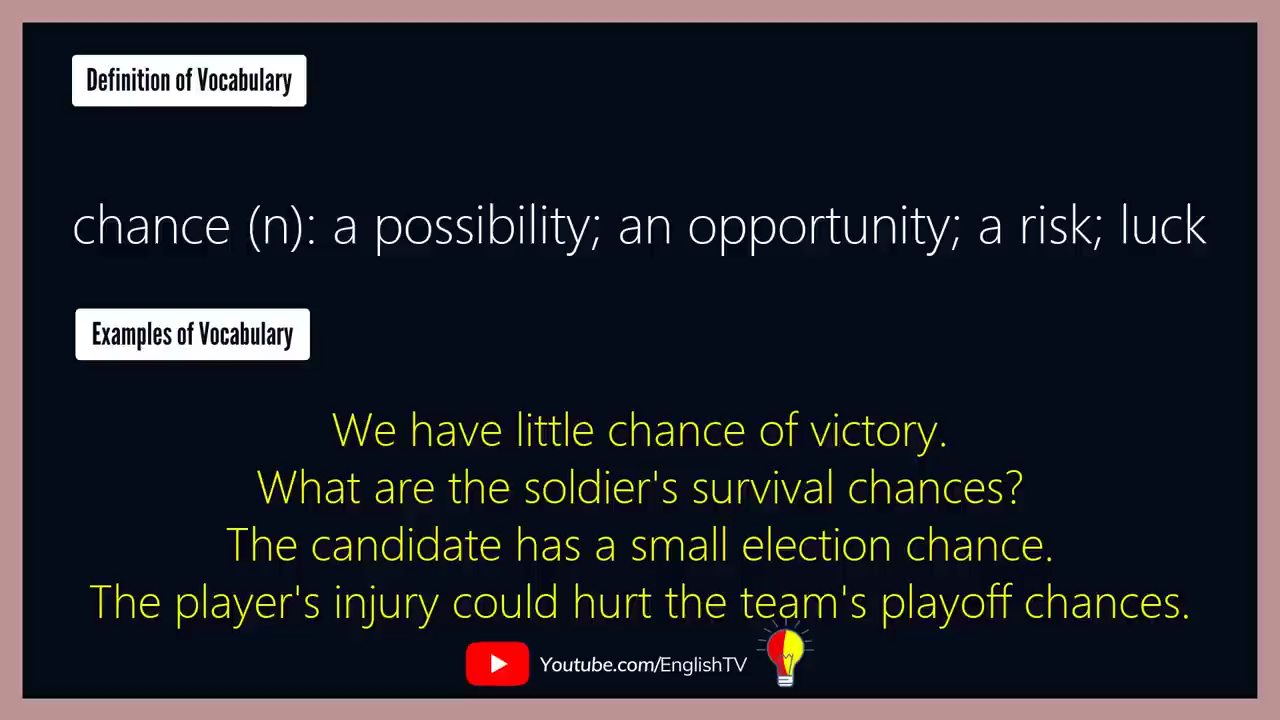 Definition of Vocabulary
chance (n): a possibility; an opportunity; a risk; luck
Examples of Vocabulary
We have little chance of victory.
What are the soldier's survival chances?
The candidate has a small election chance.
The player's injury could hurt the team's playoff chances.
Youtube.com/EnglishTV